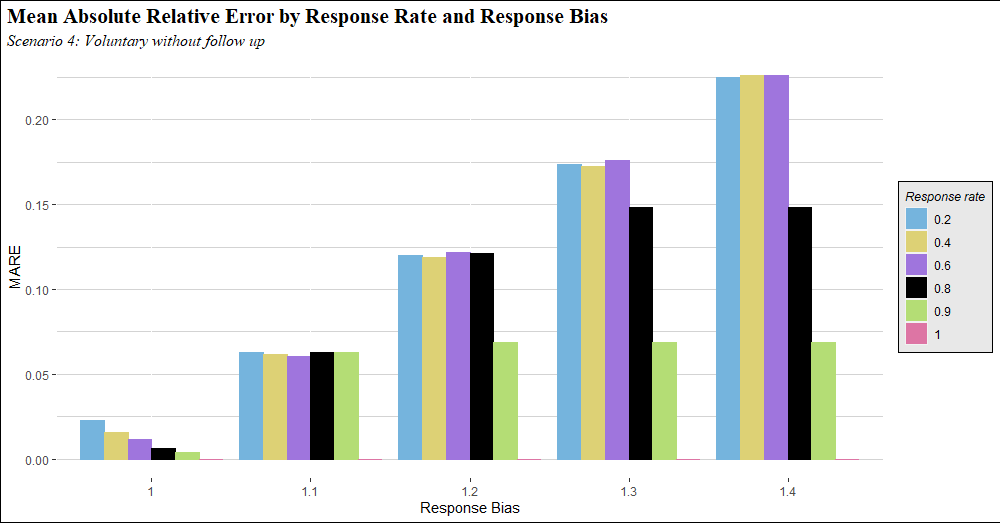 Mean Absolute Relative Error by Response Rate and Response Bias
Scenario 4: Voluntary without follow up
0.20
0.15
0.10
0.05
0.00
MARE
1 1.1 1.2 1.3 1.4
Response Bias
Response rate
0.2
0.4
0.6
0.8
0.9
1